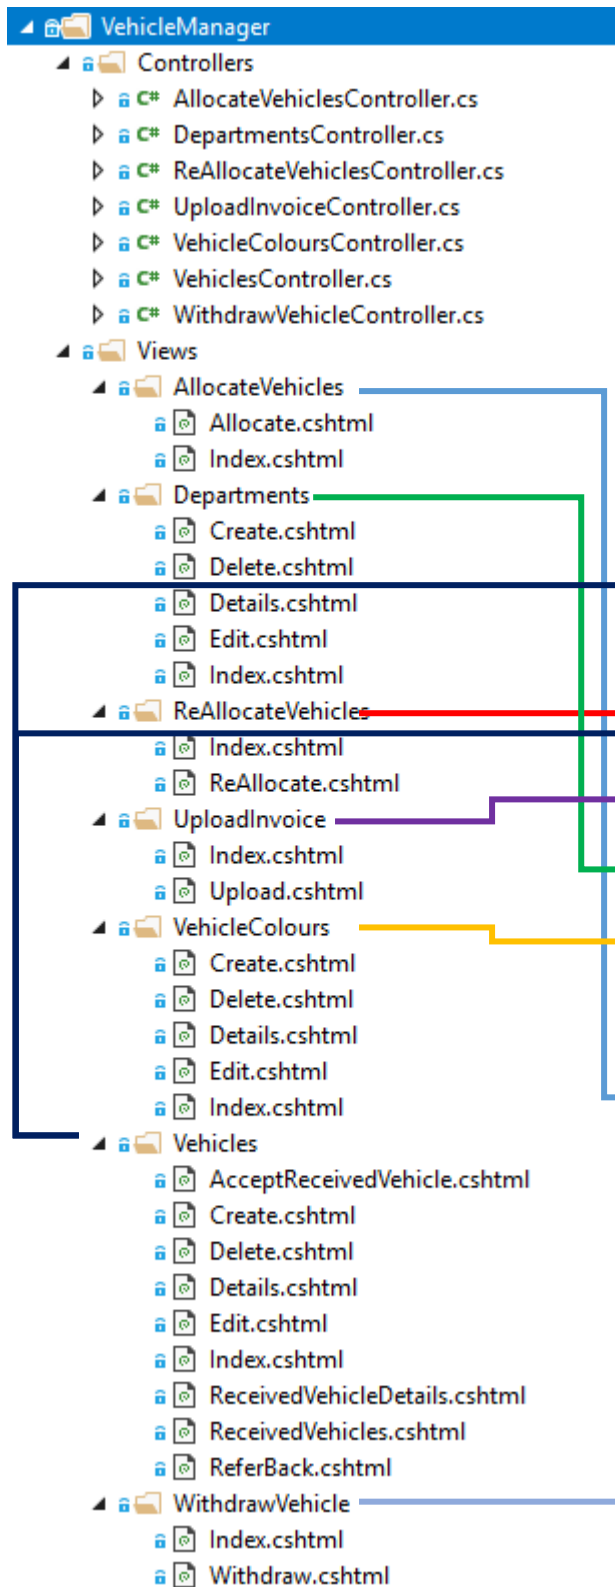 VehicleManager
Controllers
C# AllocateVehiclesController.cs
C# DepartmentsController.cs
C# ReAllocateVehiclesController.cs
C# UploadInvoiceController.cs
C# VehicleColoursController.cs
C# VehiclesController.cs
C# WithdrawVehicleController.cs
Views
AllocateVehicles
Allocate.cshtml
Index.cshtml
Departments
Create.cshtml
Delete.cshtml
Details.cshtml
Edit.cshtml
Index.cshtml
ReAllocateVehicles
Index.cshtml
ReAllocate.cshtml
UploadInvoice
Index.cshtml
Upload.cshtml
VehicleColours
Create.cshtml
Delete.cshtml
Details.cshtml
Edit.cshtml
Index.cshtml
Vehicles
AcceptReceivedVehicle.cshtml
Create.cshtml
Delete.cshtml
Details.cshtml
Edit.cshtml
Index.cshtml
ReceivedVehicleDetails.cshtml
ReceivedVehicles.cshtml
ReferBack.cshtml
WithdrawVehicle
Index.cshtml
Withdraw.cshtml